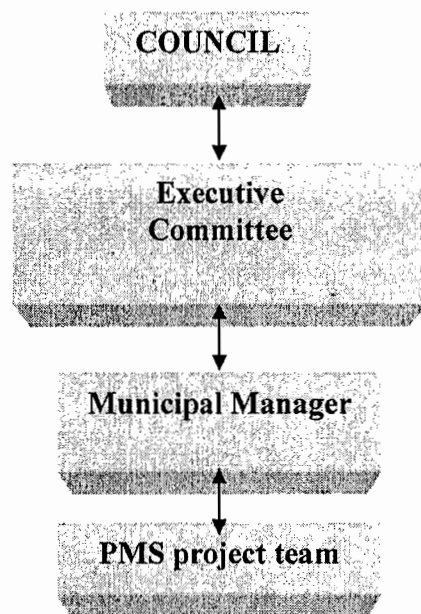 COUNCIL
Executive
Committee
Municipal Manager
PMS project team